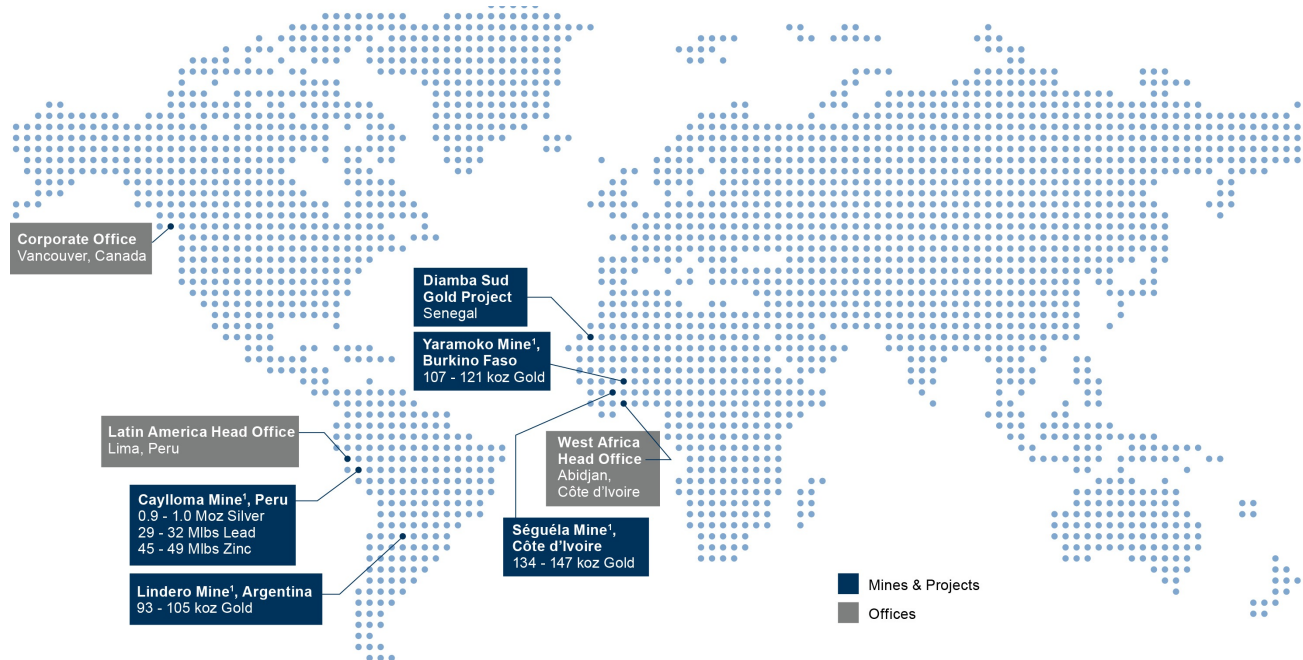 Corporate Office
Vancouver, Canada
Diamba Sud
Gold Project
Senegal
Yaramoko Mine¹,
Burkino Faso
107 - 121 koz Gold
Latin America Head Office
Lima, Peru
West Africa
Head Office
Abidjan,
Côte d’Ivoire
Caylloma Mine¹, Peru
0.9 - 1.0 Moz Silver
29 - 32 Mlbs Lead
45 - 49 Mlbs Zinc
Séguéla Mine¹,
Côte d’Ivoire
134 - 147 koz Gold
Lindero Mine¹, Argentina
93 - 105 koz Gold
Mines & Projects
Offices